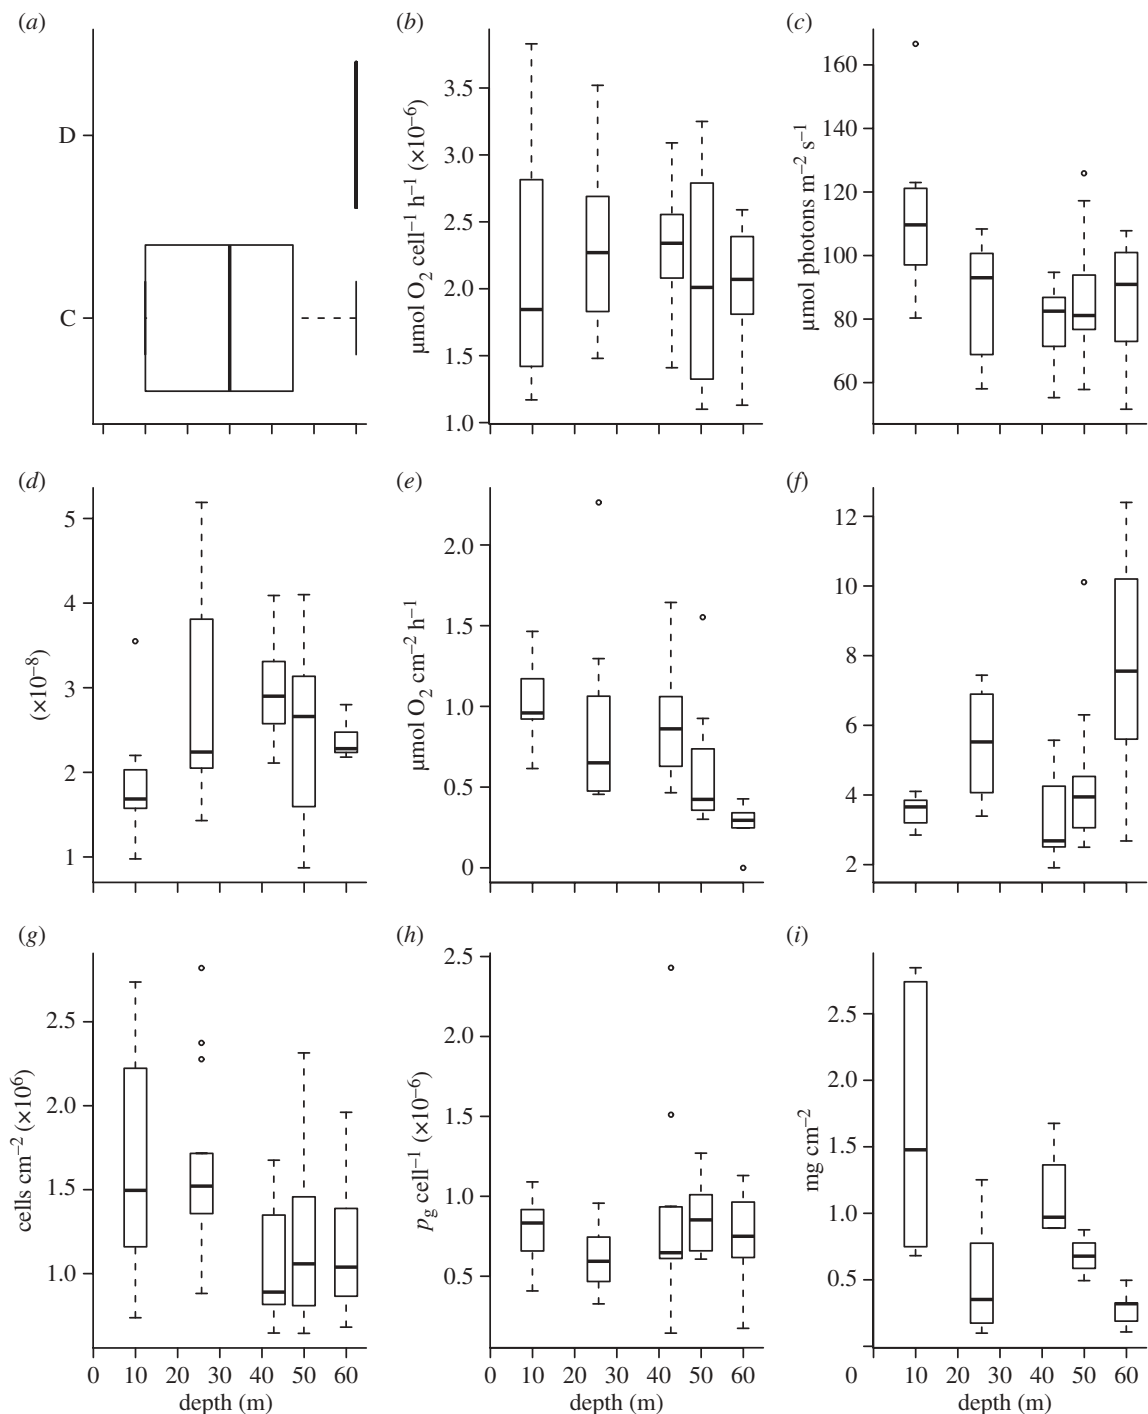 (a)
D
C
(b)
µmol O2 cell–1 h–1 (×10–6)
3.5
3.0
2.5
2.0
1.5
1.0
(c)
µmol photons m–2 s–1
160
140
120
100
80
60
(d)
(×10–8)
5
4
3
2
1
(e)
µmol O2 cm–2 h–1
2.0
1.5
1.0
0.5
0
(f)
12
10
8
6
4
2
(g)
cells cm–2 (×106)
2.5
2.0
1.5
1.0
0 10 20 30 40 50 60
depth (m)
(h)
pg cell–1 (×10–6)
2.5
2.0
1.5
1.0
0.5
0 10 20 30 40 50 60
depth (m)
(i)
mg cm–2
2.5
2.0
1.5
1.0
0.5
0 10 20 30 40 50 60
depth (m)